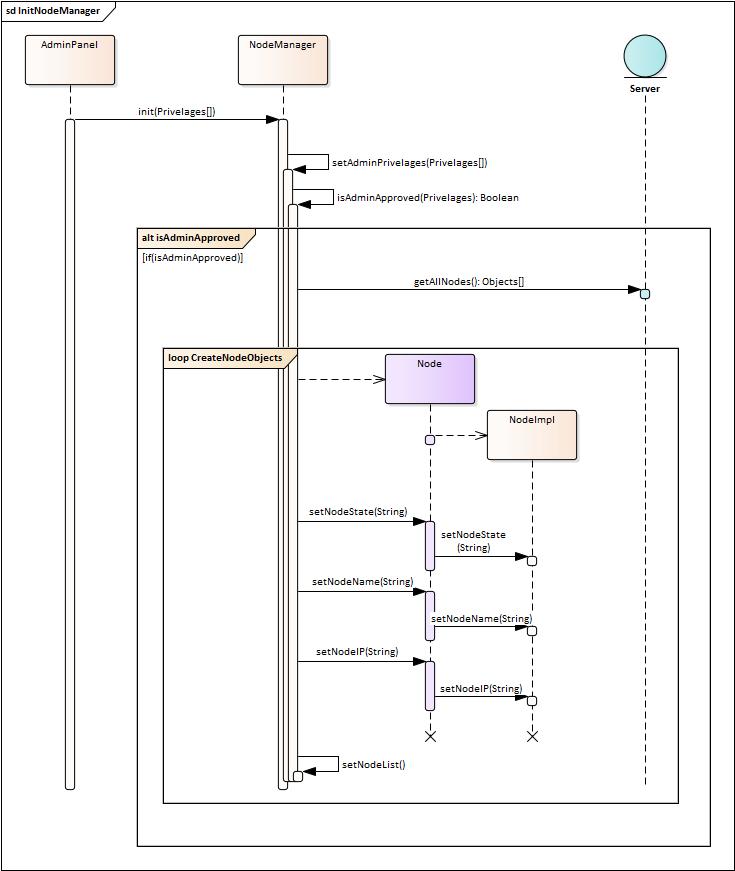 sd InitNodeManager
AdminPanel
NodeManager
Server
init(Privelages[])
setAdminPrivelages(Privelages[])
isAdminApproved(Privelages): Boolean
alt isAdminApproved
[if(isAdminApproved)]
getAllNodes(): Objects[]
loop CreateNodeObjects
Node
NodeImpl
setNodeState(String)
setNodeState
(String)
setNodeName(String)
setNodeName(String)
setNodeIP(String)
setNodeIP(String)
setNodeList()